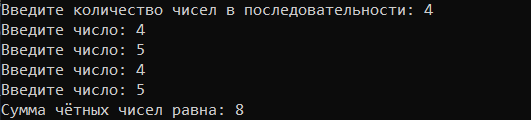 Введите количество чисел в последовательности: 4
Введите число: 4
Введите число: 5
Введите число: 4
Введите число: 5
Сумма чётных чисел равна: 8